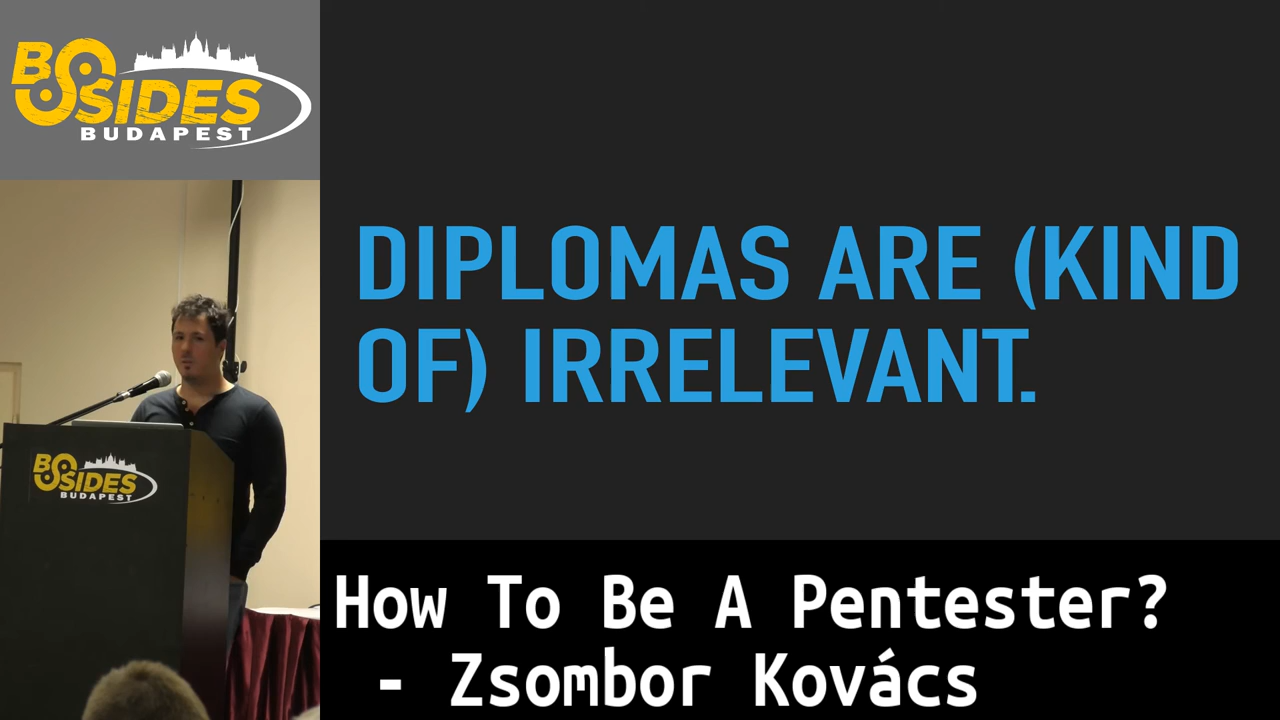 BSIDES
BUDAPEST
DIPLOMAS ARE (KIND
OF) IRRELEVANT.
BSIDES
BUDAPEST
How To Be A Pentester?
- Zsombor Kovács